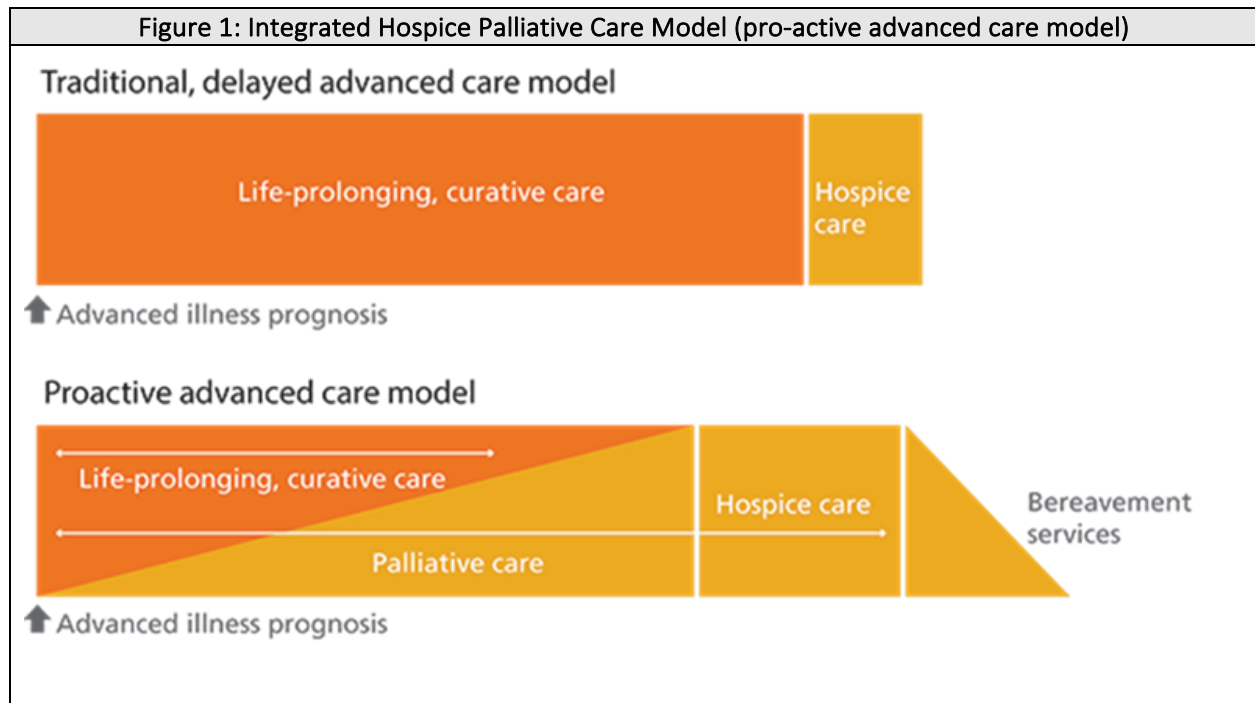 Figure 1: Integrated Hospice Palliative Care Model (pro-active advanced care model)
Traditional, delayed advanced care model
Life-prolonging, curative care
Hospice
care
Advanced illness prognosis
Proactive advanced care model
Life-prolonging, curative care
Hospice care
Palliative care
Bereavement
services
Advanced illness prognosis